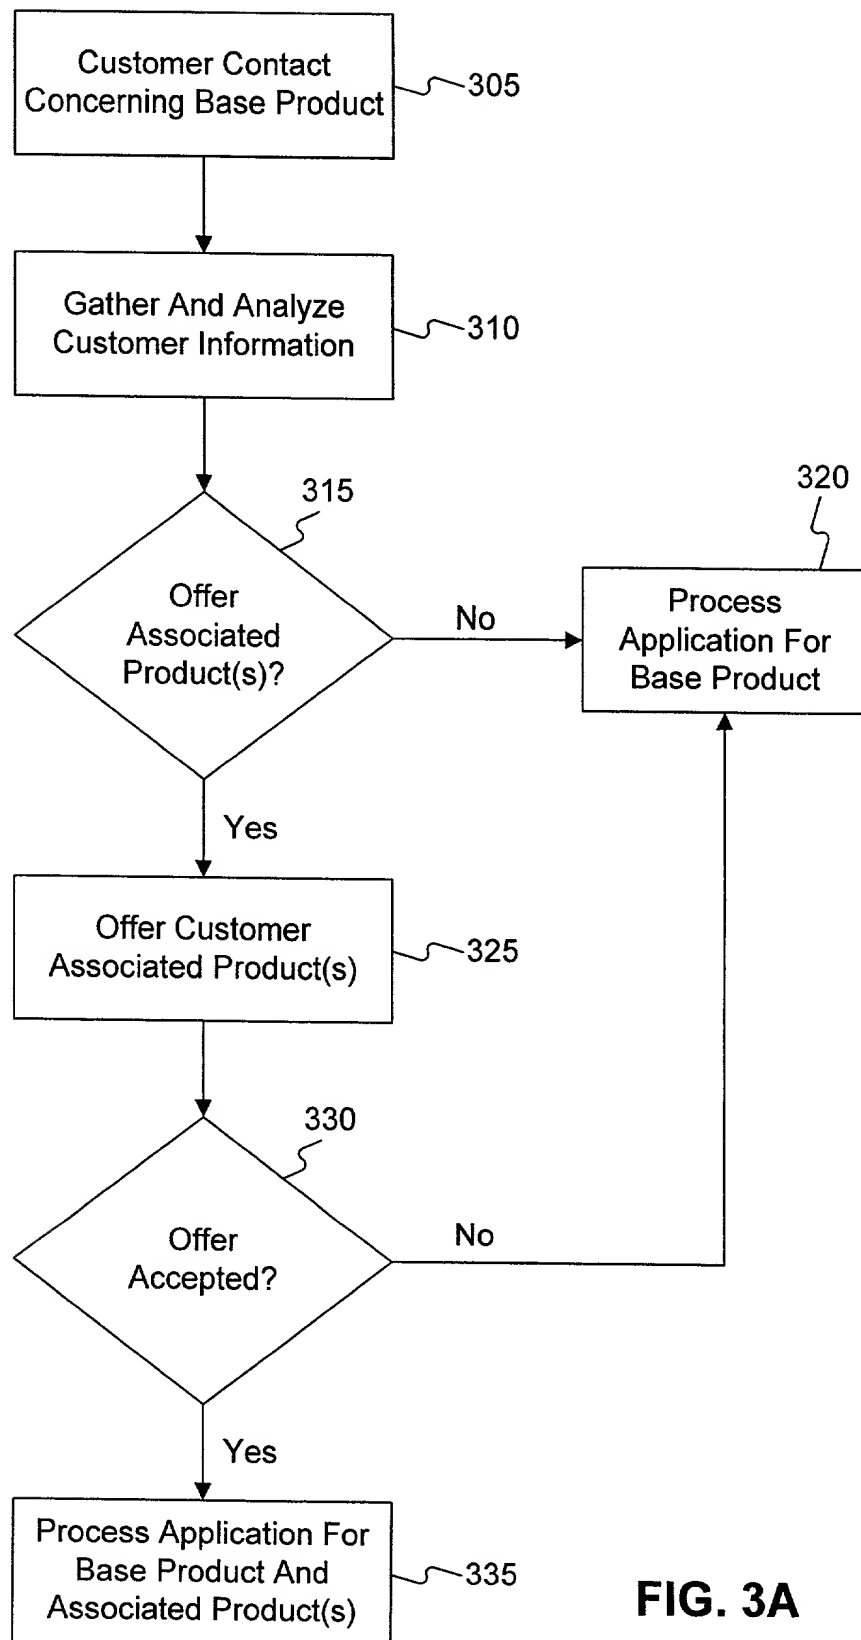 Customer Contact
Concerning Base Product
305
Gather And Analyze
Customer Information
310
315
Offer
Associated
Product(s)?
No
320
Process
Application For
Base Product
Yes
Offer Customer
Associated Product(s)
325
330
Offer
Accepted?
No
Yes
Process Application For
Base Product And
Associated Product(s)
335
FIG. 3A